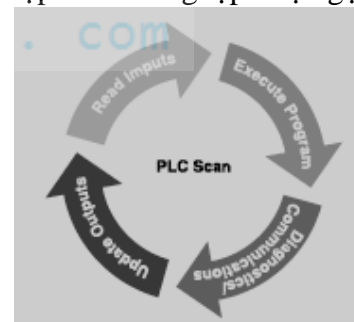 . com
Read Inputs
Execute Program
PLC Scan
Diagnostics/
Communications
Update Outputs